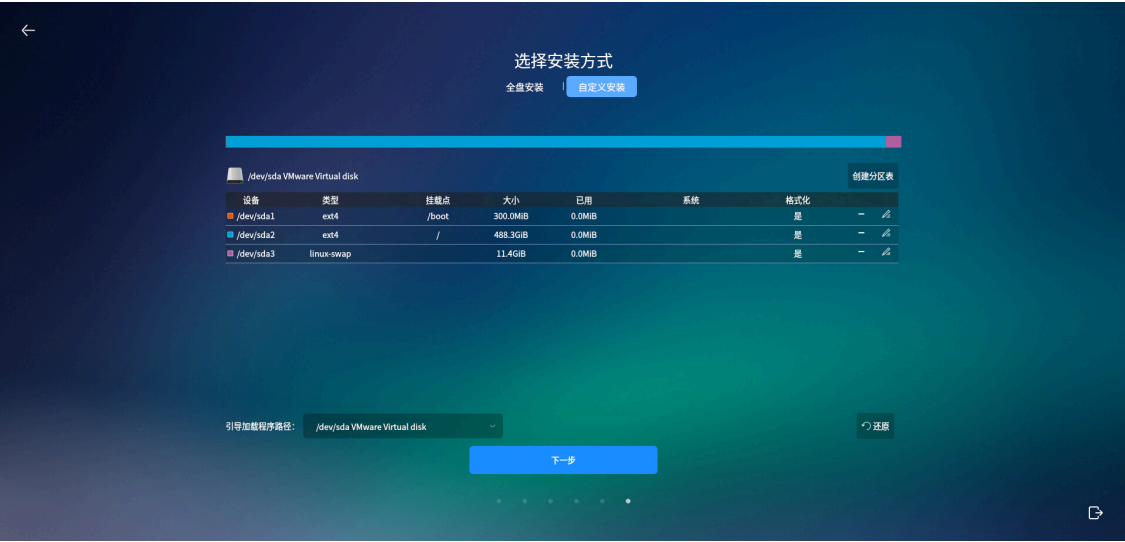 选择安装方式
全盘安装 | 自定义安装
/dev/sda VMware Virtual disk 创建分区表
设备 类型 挂载点 大小 已用 系统 格式化
/dev/sda1 ext4 /boot 300.0MiB 0.0MiB 是
/dev/sda2 ext4 / 488.3GiB 0.0MiB 是
/dev/sda3 linux-swap 11.4GiB 0.0MiB 是
引导加载程序路径: /dev/sda VMware Virtual disk 还原
下一步